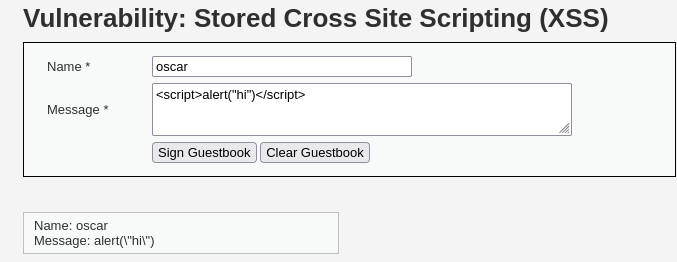 Vulnerability: Stored Cross Site Scripting (XSS)
Name *
oscar
Message *
<script>alert("hi")</script>
Sign Guestbook
Clear Guestbook
Name: oscar
Message: alert(\"hi\")